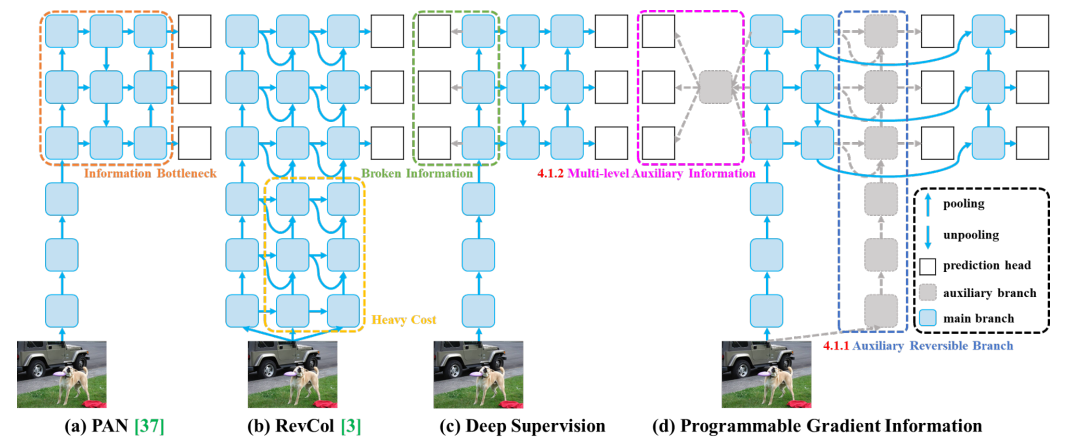 Information Bottleneck
Broken Information
4.1.2 Multi-level Auxiliary Information
pooling
unpooling
prediction head
auxiliary branch
main branch
Heavy Cost
4.1.1 Auxiliary Reversible Branch
(a) PAN [37]
(b) RevCol [3]
(c) Deep Supervision
(d) Programmable Gradient Information